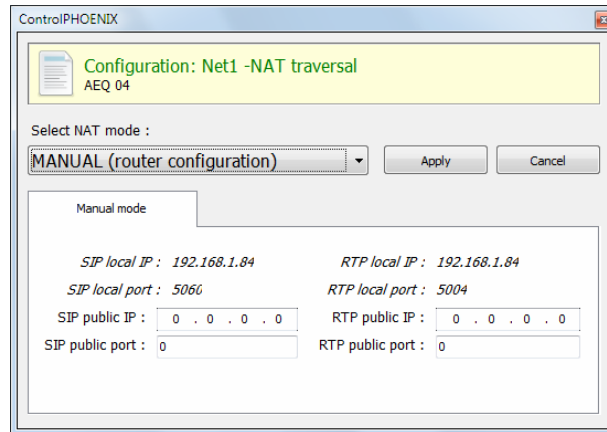 ControlPHOENIX
Configuration: Net1 -NAT traversal
AEQ 04
Select NAT mode :
MANUAL (router configuration) Apply Cancel
Manual mode
SIP local IP : 192.168.1.84 RTP local IP : 192.168.1.84
SIP local port : 5060 RTP local port : 5004
SIP public IP : 0 . 0 . 0 . 0 RTP public IP : 0 . 0 . 0 . 0
SIP public port : 0 RTP public port : 0